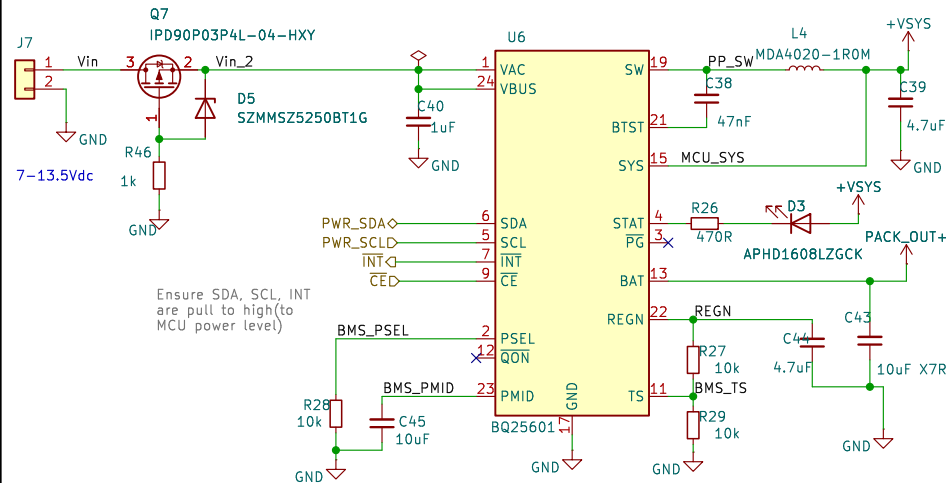 Q7
IPD90P03P4L-04-HXY
J7
1
2
Vin
3
2
1
Vin_2
D5
SZMMSZ5250BT1G
R46
1k
7-13.5Vdc
GND
GND
C40
1uF
GND
U6
1
VAC
24
VBUS
6
SDA
5
SCL
7
INT
9
CE
2
PSEL
12
QON
23
PMID
SW
19
BTST
21
SYS
15
STAT
4
PG
3
BAT
13
REGN
22
TS
11
GND
17
BQ25601
GND
PWR_SDA
PWR_SCL
INT
CE
Ensure SDA, SCL, INT
are pull to high(to
MCU power level)
BMS_PSEL
BMS_PMID
R28
10k
C45
10uF
GND
PP_SW
L4
MDA4020-1R0M
+VSYS
C38
47nF
C39
4.7uF
GND
MCU_SYS
R26
470R
D3
APHD1608LZGCK
+VSYS
PACK_OUT+
REGN
R27
10k
BMS_TS
R29
10k
GND
C44
4.7uF
C43
10uF X7R
GND